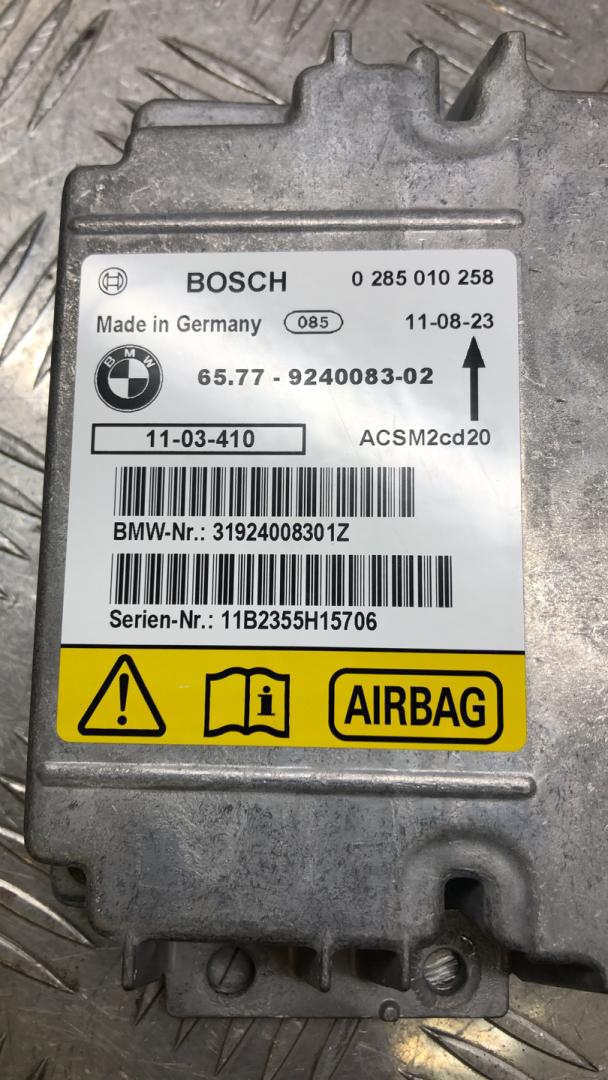 BOSCH 0 285 010 258
Made in Germany 085 11-08-23
BMW
65.77 - 9240083-02
11-03-410 ACSM2cd20
BMW-Nr.: 31924008301Z
Serien-Nr.: 11B2355H15706
! i AIRBAG